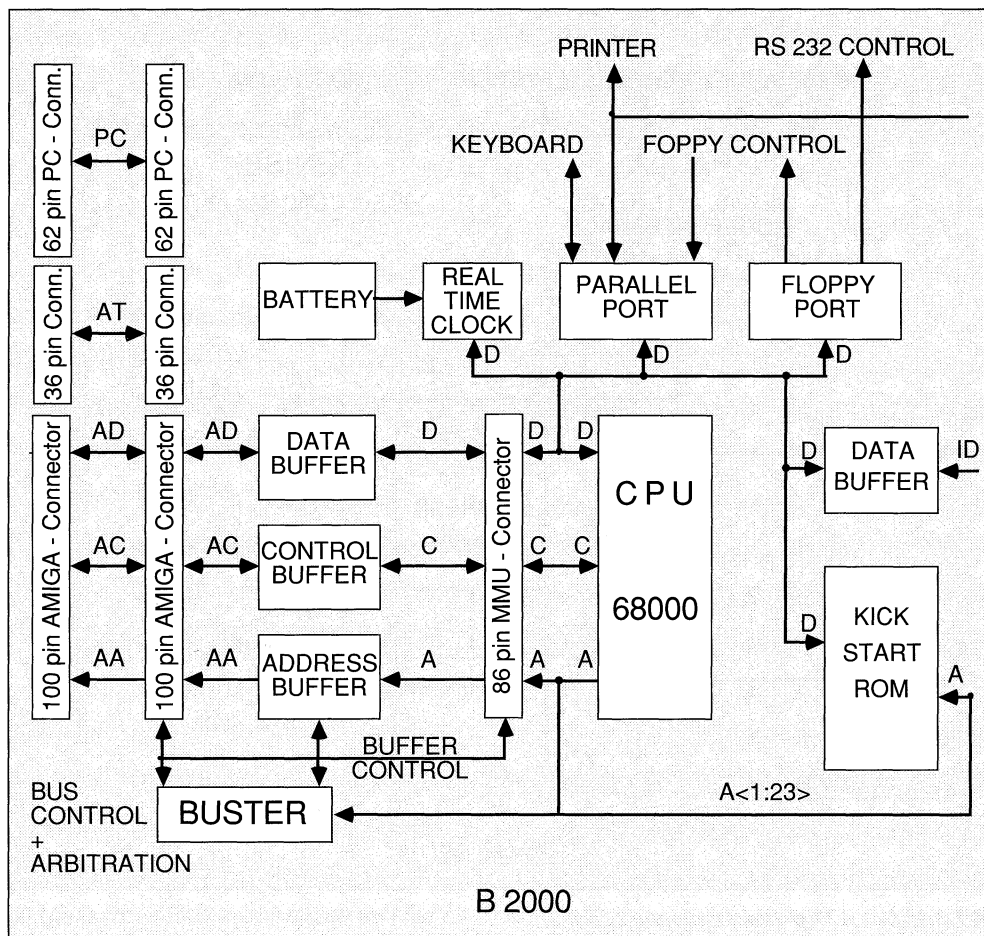 PRINTER
RS 232 CONTROL
62 pin PC - Conn.
PC
62 pin PC - Conn.
KEYBOARD
FOPPY CONTROL
36 pin Conn.
AT
36 pin Conn.
BATTERY
REAL
TIME
CLOCK
PARALLEL
PORT
FLOPPY
PORT
D
D
D
100 pin AMIGA - Connector
AD
AC
AA
100 pin AMIGA - Connector
AD
AC
AA
DATA
BUFFER
CONTROL
BUFFER
ADDRESS
BUFFER
D
C
A
86 pin MMU - Connector
D
D
C
C
A
A
CPU
68000
D
DATA
BUFFER
ID
D
KICK
START
ROM
A
BUFFER
CONTROL
BUS
CONTROL
+
ARBITRATION
BUSTER
A<1:23>
B 2000